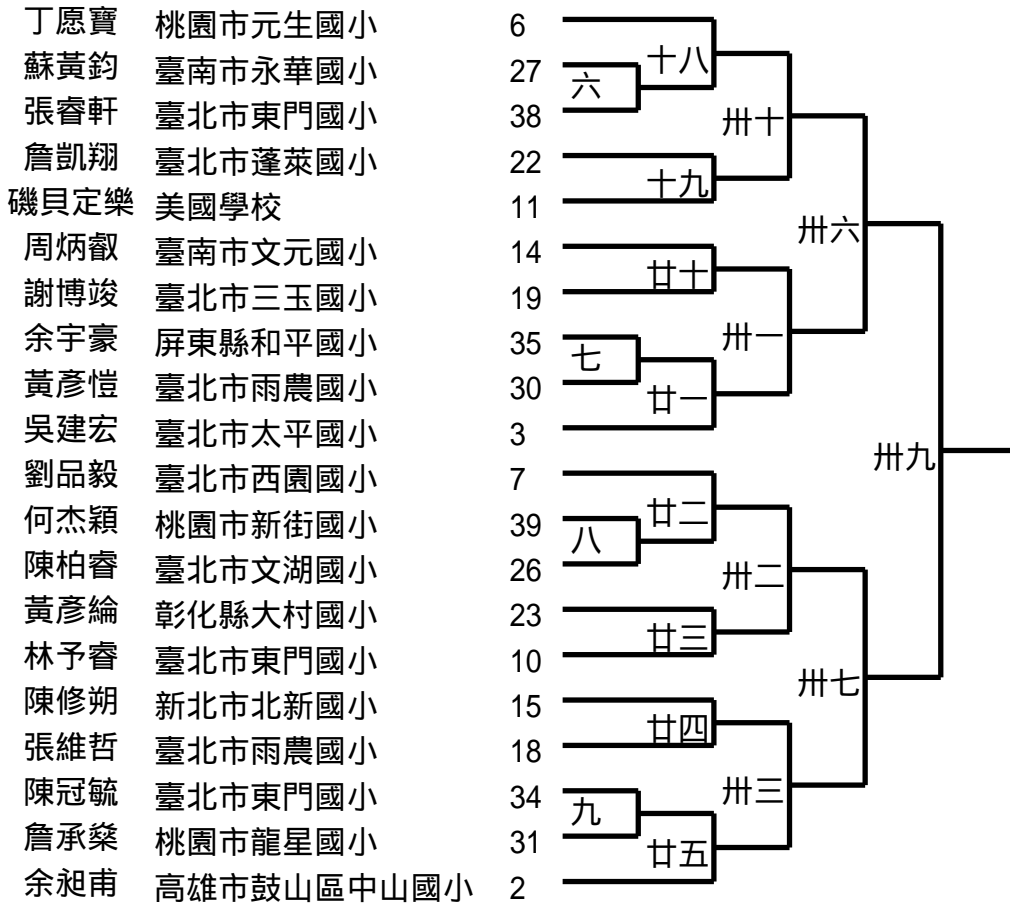 丁愿寶 桃園市元生國小 6
十八
蘇黃鈞 臺南市永華國小 27
六
張睿軒 臺北市東門國小 38
卅十
詹凱翔 臺北市蓬萊國小 22
十九
磯貝定樂 美國學校 11
卅六
周炳叡 臺南市文元國小 14
廿十
謝博竣 臺北市三玉國小 19
余宇豪 屏東縣和平國小 35
卅一
七
黃彥愷 臺北市雨農國小 30
廿一
吳建宏 臺北市太平國小 3
卅九
劉品毅 臺北市西園國小 7
廿二
何杰穎 桃園市新街國小 39
八
陳柏睿 臺北市文湖國小 26
卅二
黃彥綸 彰化縣大村國小 23
廿三
林予睿 臺北市東門國小 10
卅七
陳修朔 新北市北新國小 15
廿四
張維哲 臺北市雨農國小 18
陳冠毓 臺北市東門國小 34
卅三
九
詹承燊 桃園市龍星國小 31
廿五
余昶甫 高雄市鼓山區中山國小 2